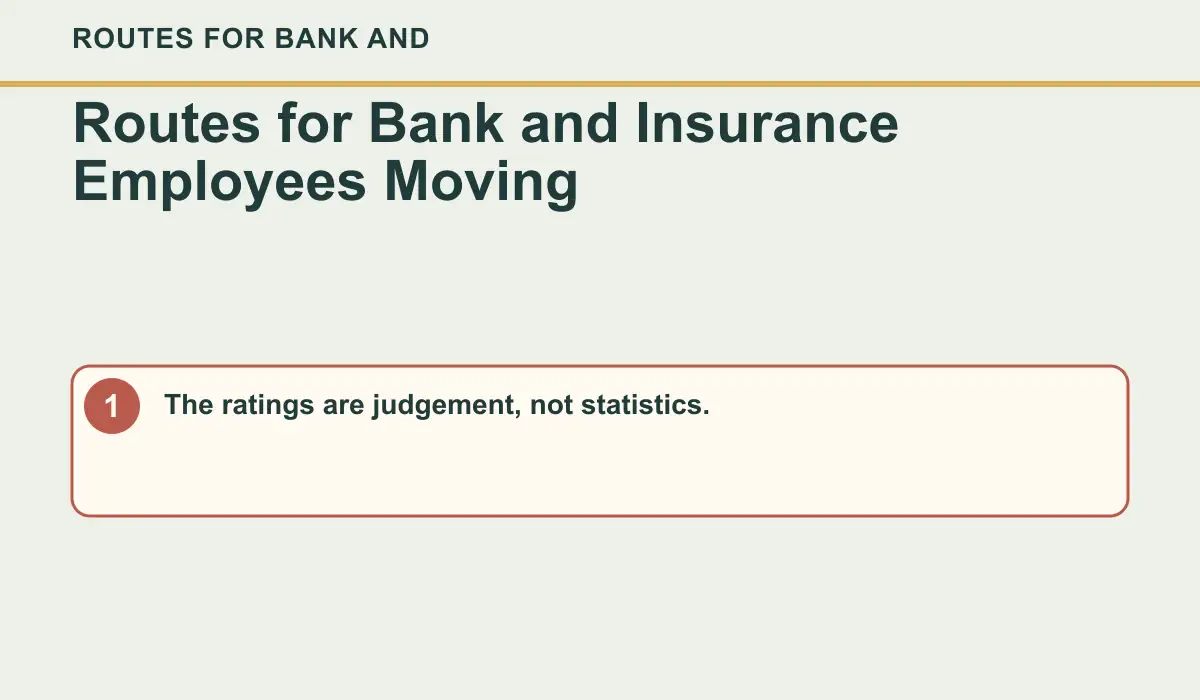 ROUTES FOR BANK AND
Routes for Bank and Insurance
Employees Moving
1
The ratings are judgement, not statistics.